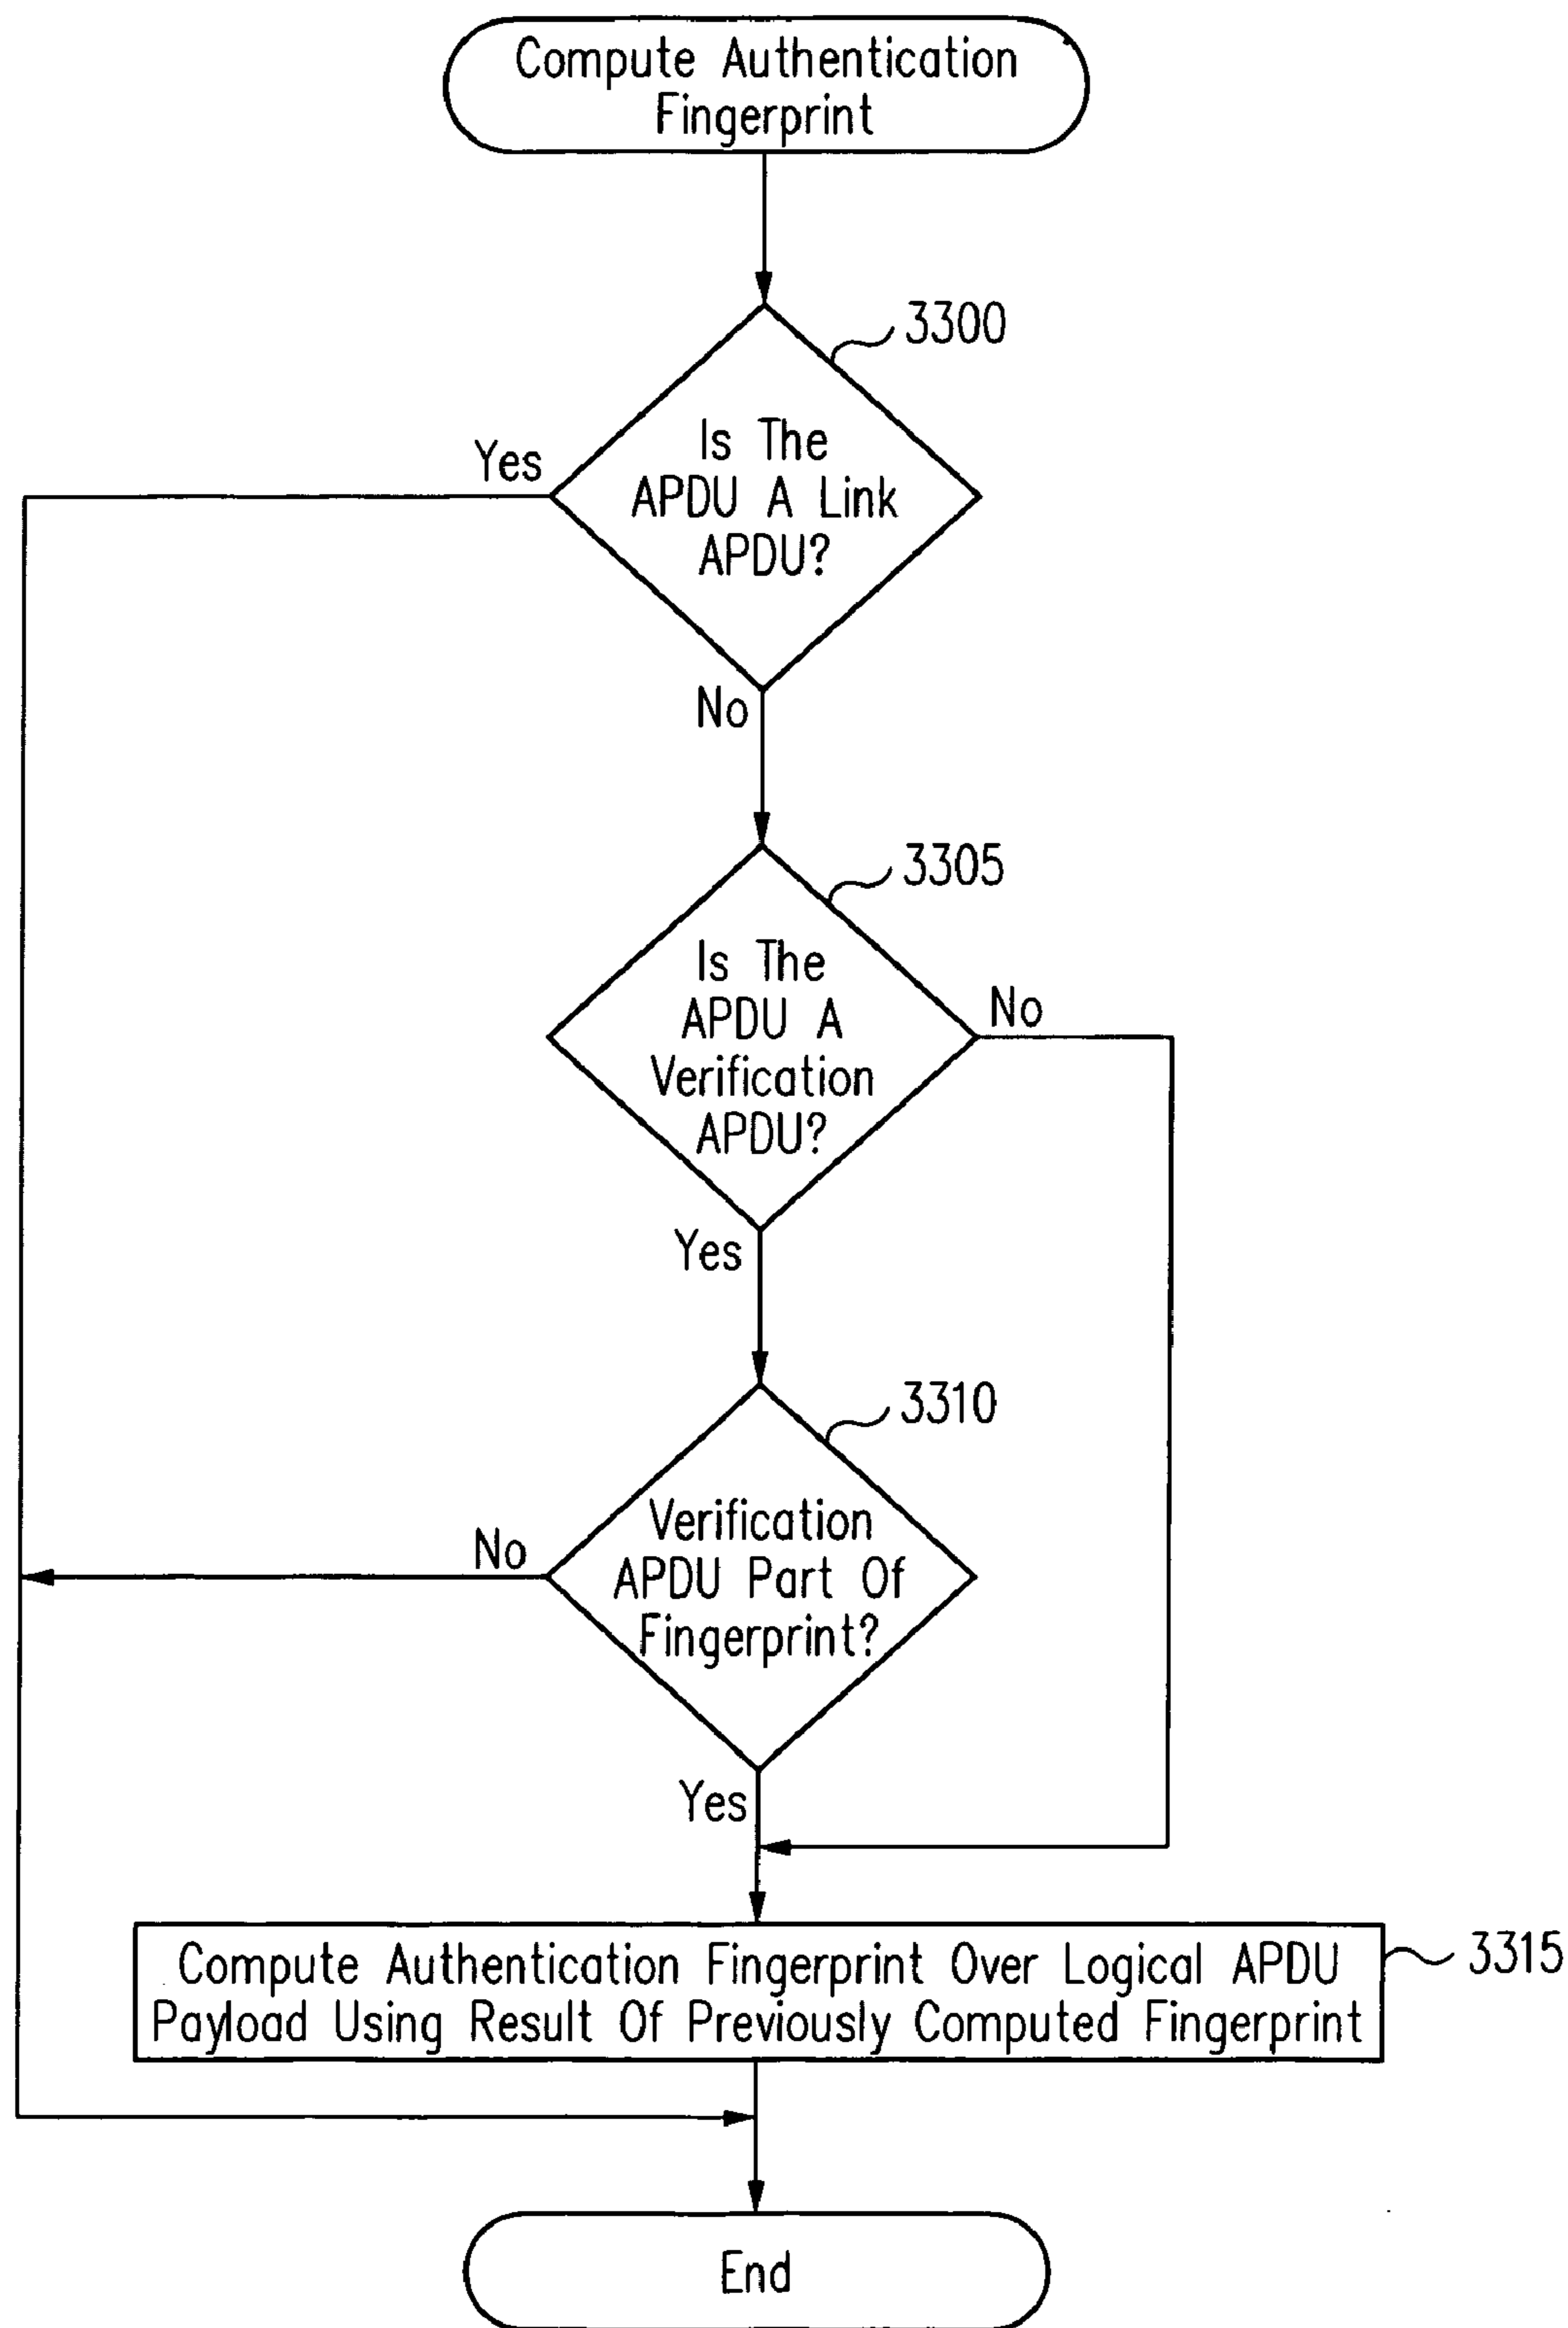 Compute Authentication
Fingerprint
3300
Is The
APDU A Link
APDU?
Yes
No
3305
Is The
APDU A
Verification
APDU?
No
Yes
3310
Verification
APDU Part Of
Fingerprint?
No
Yes
Compute Authentication Fingerprint Over Logical APDU
Payload Using Result Of Previously Computed Fingerprint
3315
End